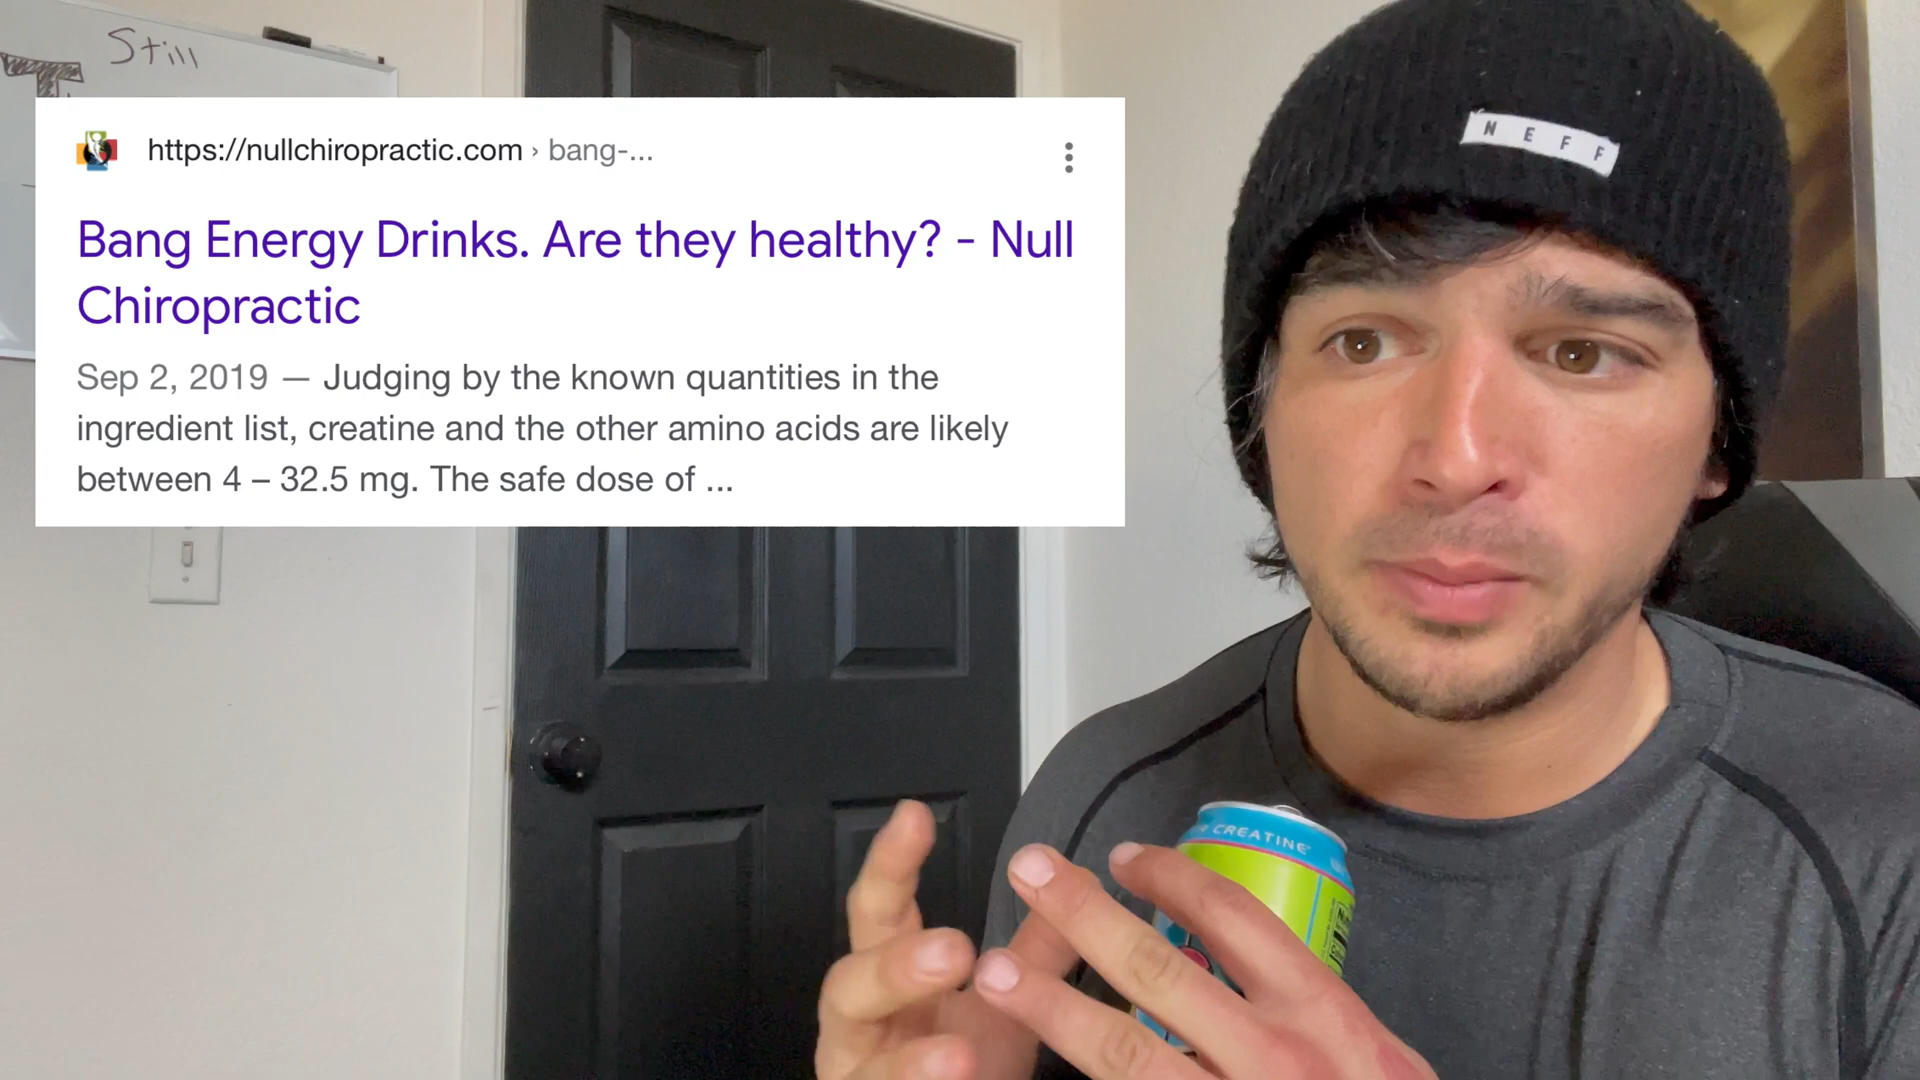 Still
https://nullchiropractic.com › bang-...
Bang Energy Drinks. Are they healthy? - Null
Chiropractic
Sep 2, 2019 — Judging by the known quantities in the
ingredient list, creatine and the other amino acids are likely
between 4 – 32.5 mg. The safe dose of ...
NEFF
CREATINE